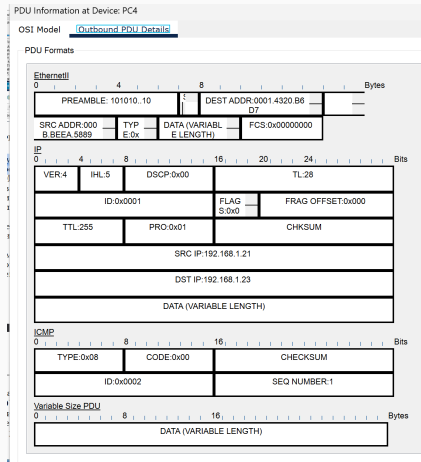 PDU Information at Device: PC4
OSI Model Outbound PDU Details
PDU Formats
EthernetII
0 4 8 Bytes
PREAMBLE: 101010..10 DEST ADDR:0001.4320.B6
D7
SRC ADDR:000 TYP DATA (VARIABL FCS:0x00000000
B.BEEA.5889 E:0x E LENGTH)
IP
0 4 8 16 20 24 Bits
VER:4 IHL:5 DSCP:0x00 TL:28
ID:0x0001 FLAG FRAG OFFSET:0x000
S:0x0
TTL:255 PRO:0x01 CHKSUM
SRC IP:192.168.1.21
DST IP:192.168.1.23
DATA (VARIABLE LENGTH)
ICMP
0 4 8 16 Bits
TYPE:0x08 CODE:0x00 CHECKSUM
ID:0x0002 SEQ NUMBER:1
Variable Size PDU
0 8 16 Bytes
DATA (VARIABLE LENGTH)